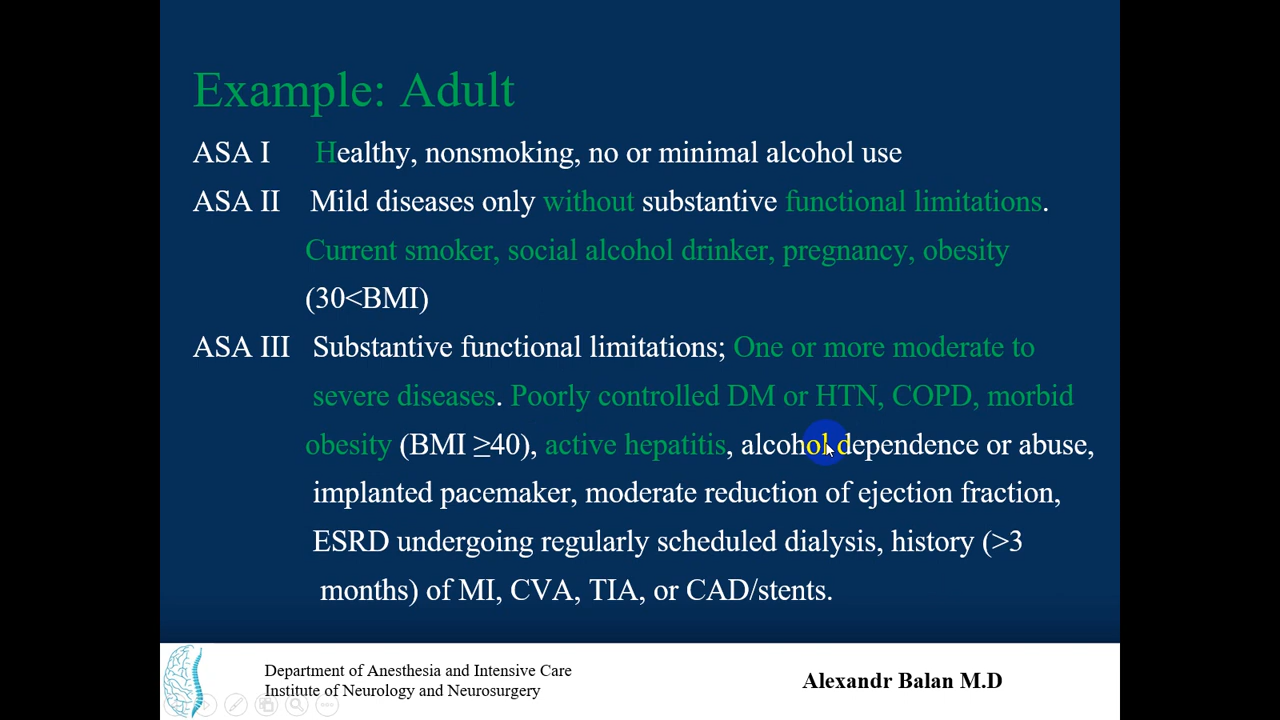 Example: Adult
ASA I Healthy, nonsmoking, no or minimal alcohol use
ASA II Mild diseases only without substantive functional limitations.
Current smoker, social alcohol drinker, pregnancy, obesity
(30<BMI)
ASA III Substantive functional limitations; One or more moderate to
severe diseases. Poorly controlled DM or HTN, COPD, morbid
obesity (BMI ≥40), active hepatitis, alcohol dependence or abuse,
implanted pacemaker, moderate reduction of ejection fraction,
ESRD undergoing regularly scheduled dialysis, history (>3
months) of MI, CVA, TIA, or CAD/stents.
Department of Anesthesia and Intensive Care
Institute of Neurology and Neurosurgery
Alexandr Balan M.D